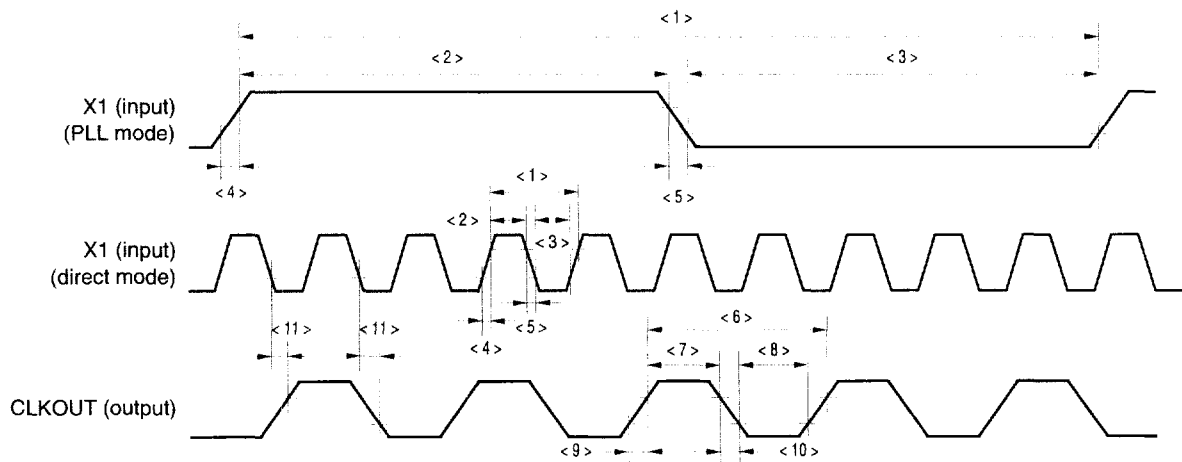 <1>
<2> <3>
X1 (input)
(PLL mode)
<4> <1> <5>
<2> <3>
X1 (input)
(direct mode)
<11> <11> <4> <5> <6>
<7> <8>
CLKOUT (output)
<9> <10>